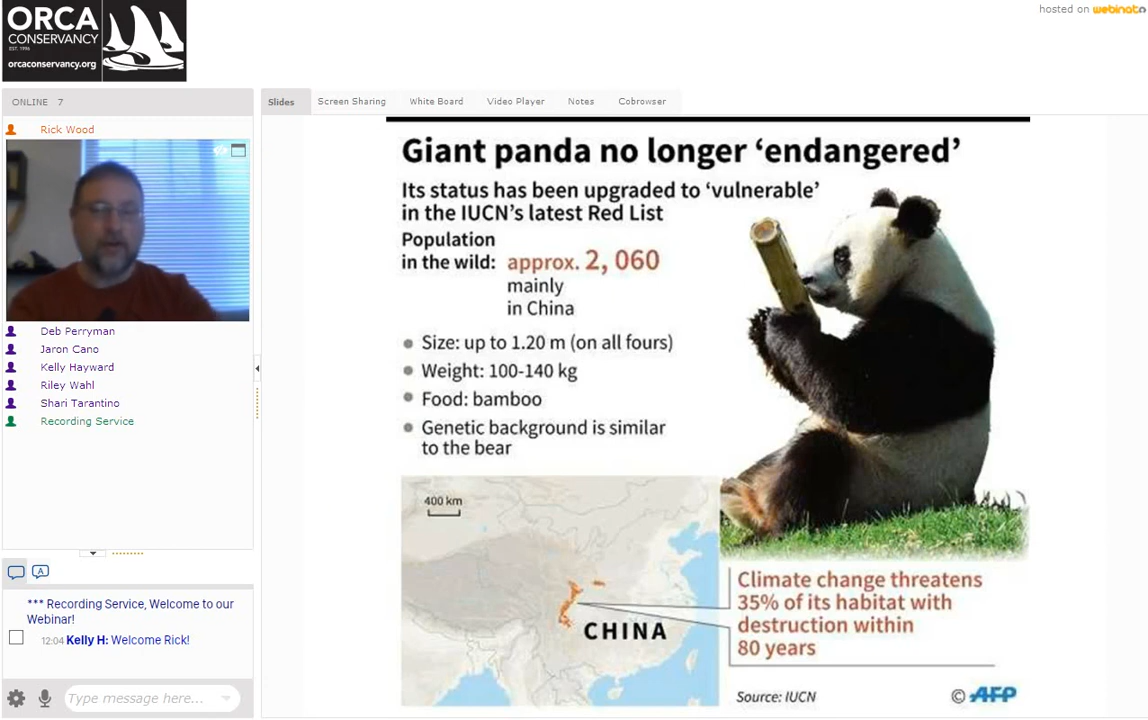 ORCA
CONSERVANCY
EST. 1996
orcaconservancy.org
hosted on webinato
ONLINE 7
Rick Wood
Deb Perryman
Jaron Cano
Kelly Hayward
Riley Wahl
Shari Tarantino
Recording Service
A
*** Recording Service, Welcome to our
Webinar!
12:04 Kelly H: Welcome Rick!
Type message here...
Slides Screen Sharing White Board Video Player Notes Cobrowser
Giant panda no longer ‘endangered’
Its status has been upgraded to ‘vulnerable’
in the IUCN’s latest Red List
Population
in the wild: approx. 2, 060
mainly
in China
Size: up to 1.20 m (on all fours)
Weight: 100-140 kg
Food: bamboo
Genetic background is similar
to the bear
400 km
CHINA
Climate change threatens
35% of its habitat with
destruction within
80 years
Source: IUCN
© AFP